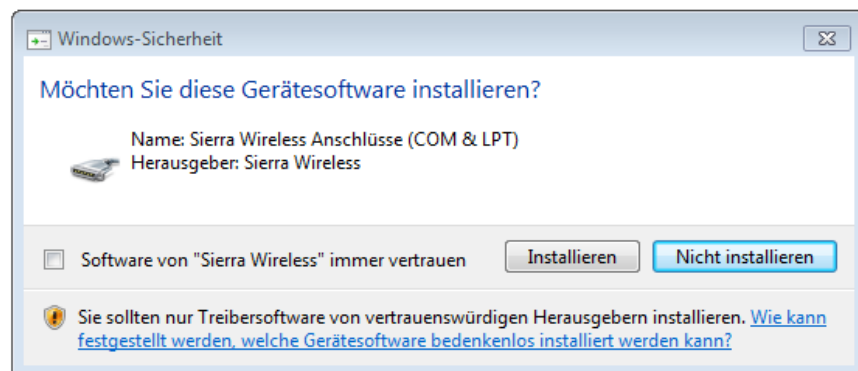 Windows-Sicherheit
Möchten Sie diese Gerätesoftware installieren?
Name: Sierra Wireless Anschlüsse (COM & LPT)
Herausgeber: Sierra Wireless
Software von "Sierra Wireless" immer vertrauen
Installieren
Nicht installieren
Sie sollten nur Treibersoftware von vertrauenswürdigen Herausgebern installieren. Wie kann
festgestellt werden, welche Gerätesoftware bedenkenlos installiert werden kann?